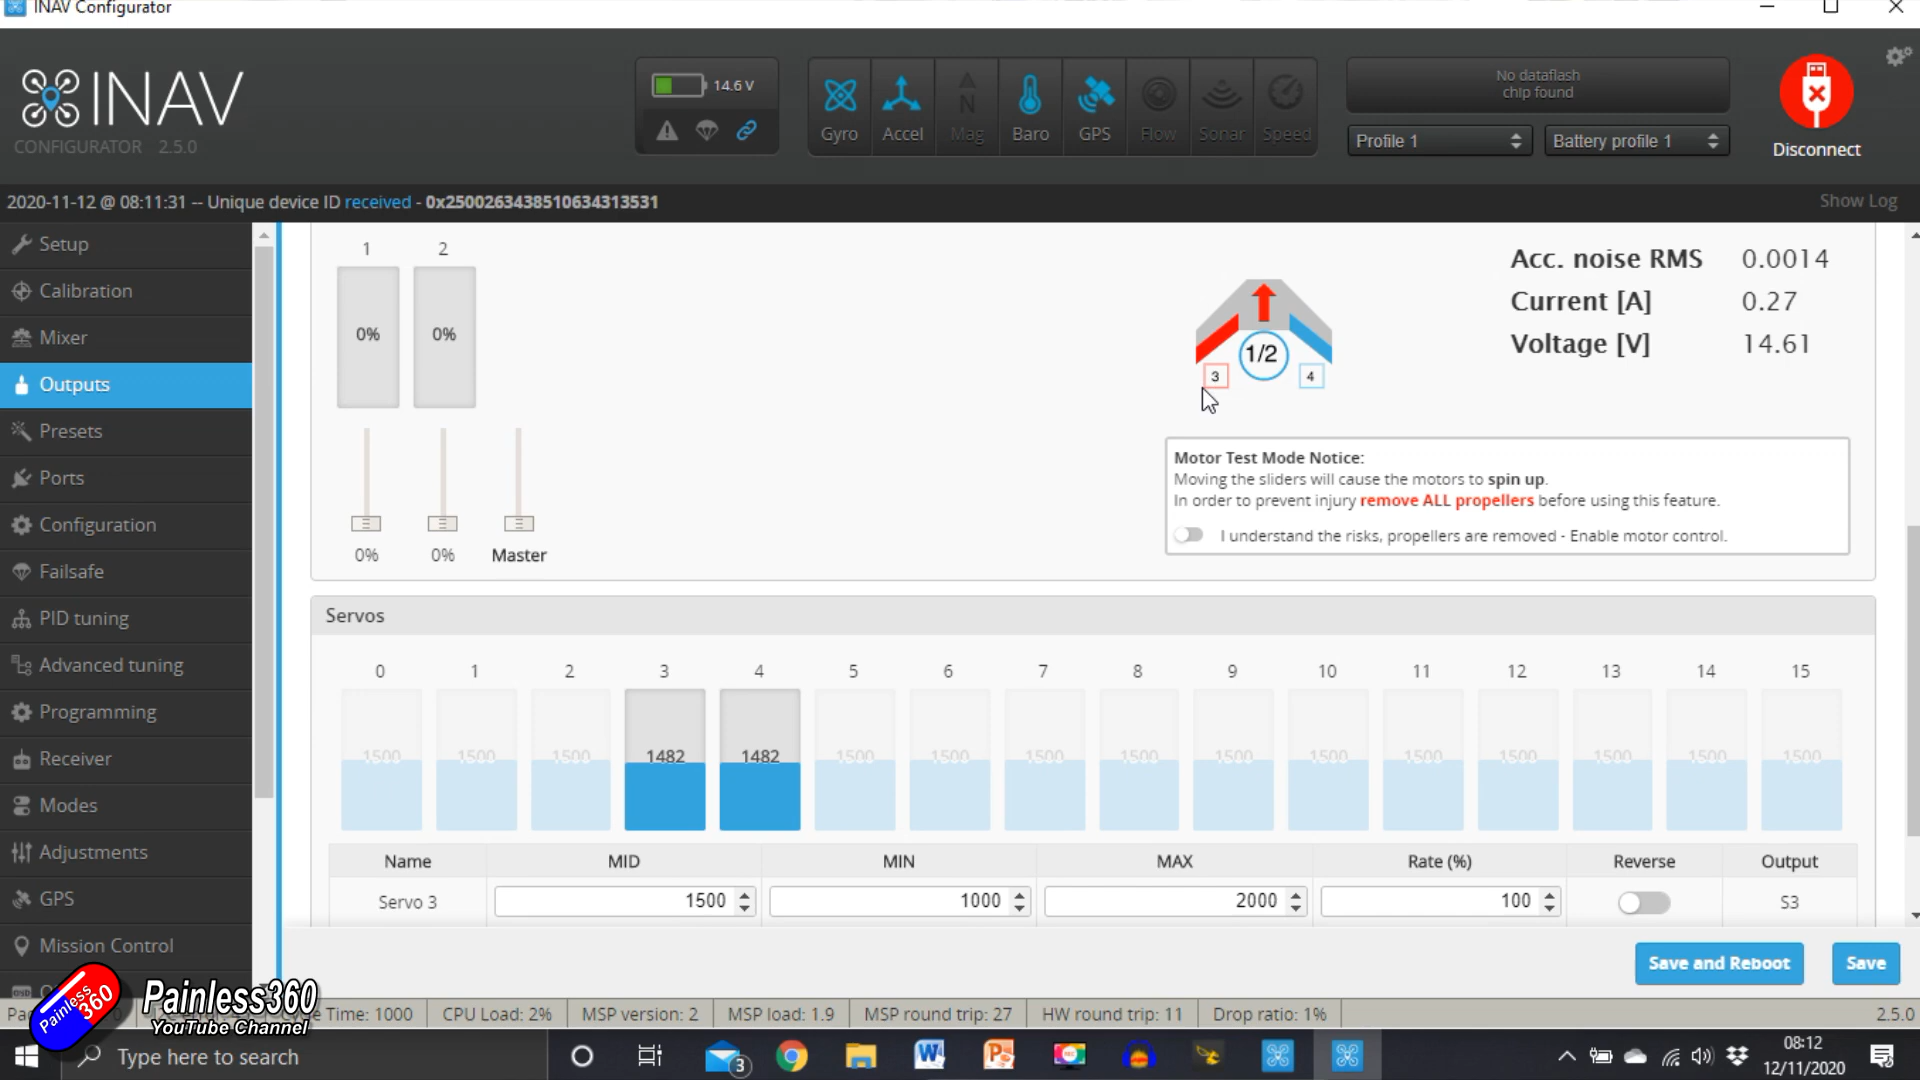 INAV Configurator
INAV
CONFIGURATOR 2.5.0
14.6 V
Gyro Accel Mag Baro GPS Flow Sonar Speed
No dataflash
chip found
Profile 1
Battery profile 1
Disconnect
2020-11-12 @ 08:11:31 -- Unique device ID received - 0x2500263438510634313531
Show Log
Setup
Calibration
Mixer
Outputs
Presets
Ports
Configuration
Failsafe
PID tuning
Advanced tuning
Programming
Receiver
Modes
Adjustments
GPS
Mission Control
1 2
0% 0%
0% 0% Master
1/2
3 4
Acc. noise RMS 0.0014
Current [A] 0.27
Voltage [V] 14.61
Motor Test Mode Notice:
Moving the sliders will cause the motors to spin up.
In order to prevent injury remove ALL propellers before using this feature.
I understand the risks, propellers are removed - Enable motor control.
Servos
0 1 2 3 4 5 6 7 8 9 10 11 12 13 14 15
1500 1500 1500 1482 1482 1500 1500 1500 1500 1500 1500 1500 1500 1500 1500 1500
Name MID MIN MAX Rate (%) Reverse Output
Servo 3 1500 1000 2000 100 S3
Save and Reboot
Save
Painless360
Painless360
YouTube Channel
Time: 1000 CPU Load: 2% MSP version: 2 MSP load: 1.9 MSP round trip: 27 HW round trip: 11 Drop ratio: 1% 2.5.0
Type here to search
3
08:12
12/11/2020